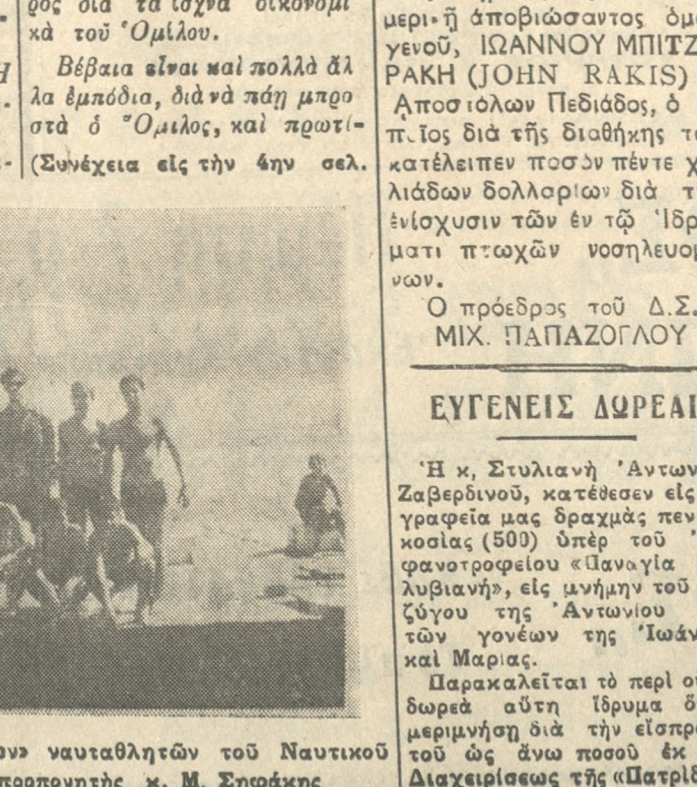 ρος διὰ τὰ ἰσχνὰ οἰκονομι
κὰ τοῦ Ὁμίλου.
Βέβαια εἶναι καὶ πολλὰ ἄλ
λα ἐμπόδια, διὰ νὰ πάῃ μπρο
στὰ ὁ Ὅμιλος, καὶ πρωτί-
(Συνέχεια εἰς τὴν 4ην σελ.
ναυταθλητῶν τοῦ Ναυτικοῦ
προπονητὴς κ. Μ. Σηφάκης
ἀποβιώσαντος ὁμο
γενοῦ, ΙΩΑΝΝΟΥ ΜΠΙΤΖ
ΡΑΚΗ (JOHN RAKIS)
Ἀποστόλων Πεδιάδος, ὁ
διὰ τῆς διαθήκης τ
κατέλειπεν ποσὸν πέντε χ
λιάδων δολλαρίων διὰ τ
ἐνίσχυσιν τῶν ἐν τῷ Ἱδρ
ματι πτωχῶν νοσηλευομ
νων.
Ο πρόεδρος τοῦ Δ.Σ.
ΜΙΧ. ΠΑΠΑΖΟΓΛΟΥ
ΕΥΓΕΝΕΙΣ ΔΩΡΕΑΙ
Ἡ κ, Στυλιανὴ Ἀντων
Ζαβερδινοῦ, κατέθεσεν εἰς
γραφεῖα μας δραχμὰς πεν
κοσίας (500) ὑπὲρ τοῦ
φανοτροφείου «Παναγία
λυβιανή», εἰς μνήμην τοῦ
ζύγου της Ἀντωνίου
τῶν γονέων της Ἰωάν
καὶ Μαρίας.
Παρακαλεῖται τὸ περὶ οὗ
δωρεὰ αὕτη ἵδρυμα ὅ
μεριμνήσῃ διὰ τὴν εἴσπρα
τοῦ ὡς ἄνω ποσοῦ ἐκ
Διαχειρίσεως τῆς «Πατρίδ